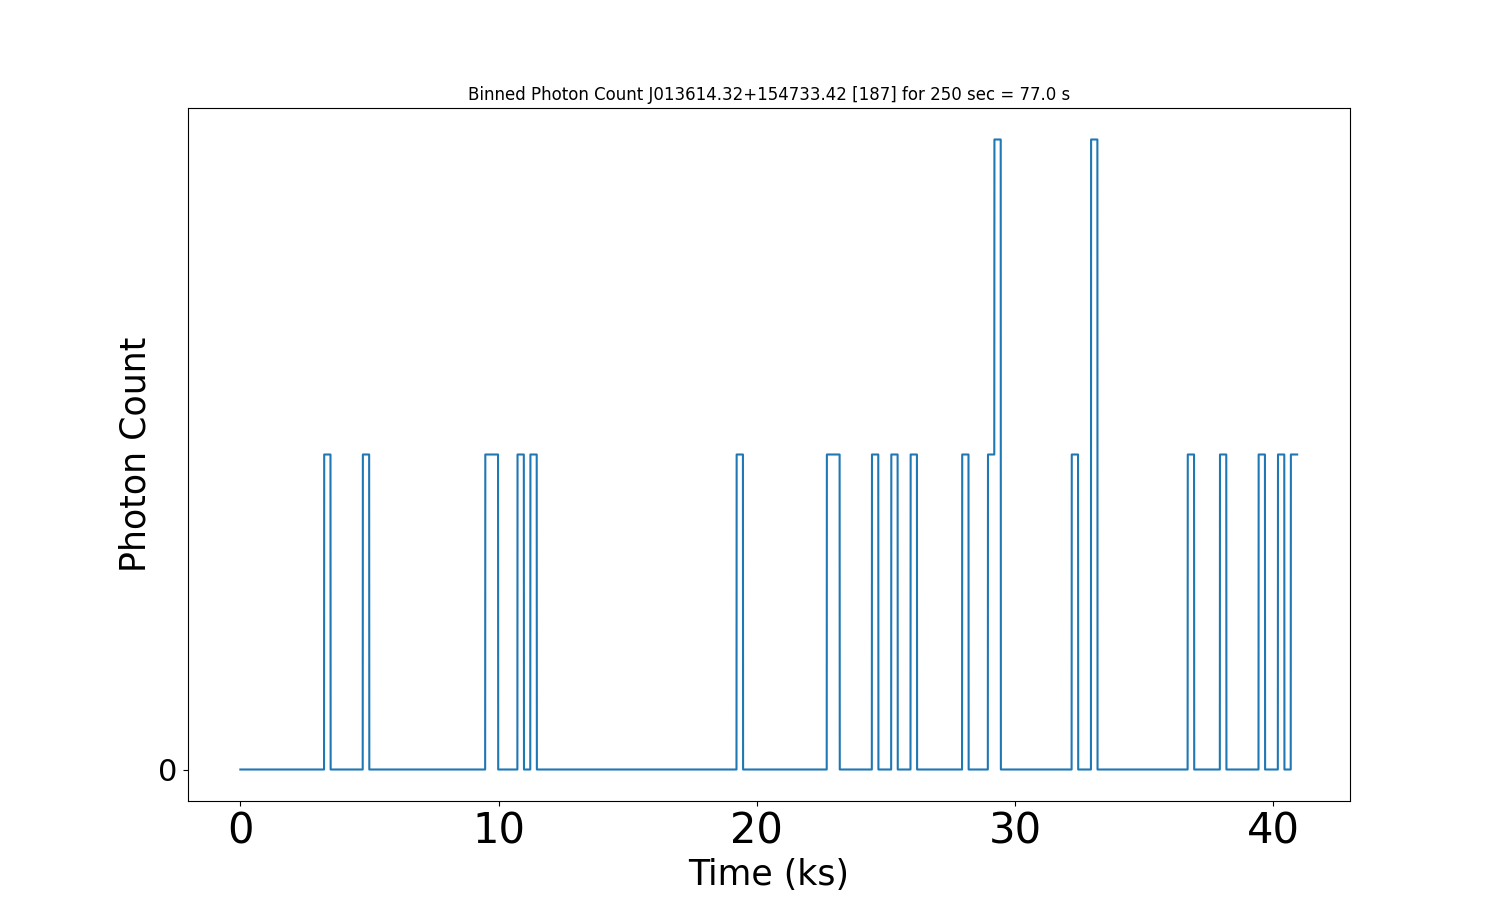 Binned Photon Count J013614.32+154733.42 [187] for 250 sec = 77.0 s
Photon Count
0
0 10 20 30 40
Time (ks)